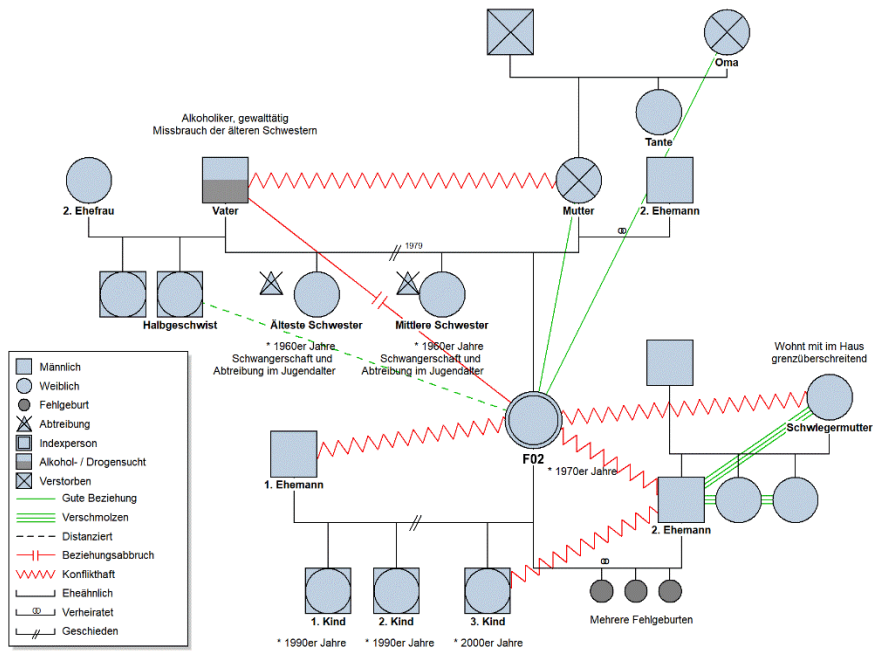 Oma
Tante
Alkoholiker, gewalttätig
Missbrauch der älteren Schwestern
2. Ehefrau
Vater
Mutter
2. Ehemann
1979
Halbgeschwist
Älteste Schwester
Mittlere Schwester
* 1960er Jahre
Schwangerschaft und
Abtreibung im Jugendalter
* 1960er Jahre
Schwangerschaft und
Abtreibung im Jugendalter
Wohnt mit im Haus
grenzüberschreitend
Schwiegermutter
F02
* 1970er Jahre
1. Ehemann
2. Ehemann
1. Kind
2. Kind
3. Kind
* 1990er Jahre
* 1990er Jahre
* 2000er Jahre
Mehrere Fehlgeburten
Männlich
Weiblich
Fehlgeburt
Abtreibung
Indexperson
Alkohol- / Drogensucht
Verstorben
Gute Beziehung
Verschmolzen
Distanziert
Beziehungsabbruch
Konflikthaft
Eheähnlich
Verheiratet
Geschieden